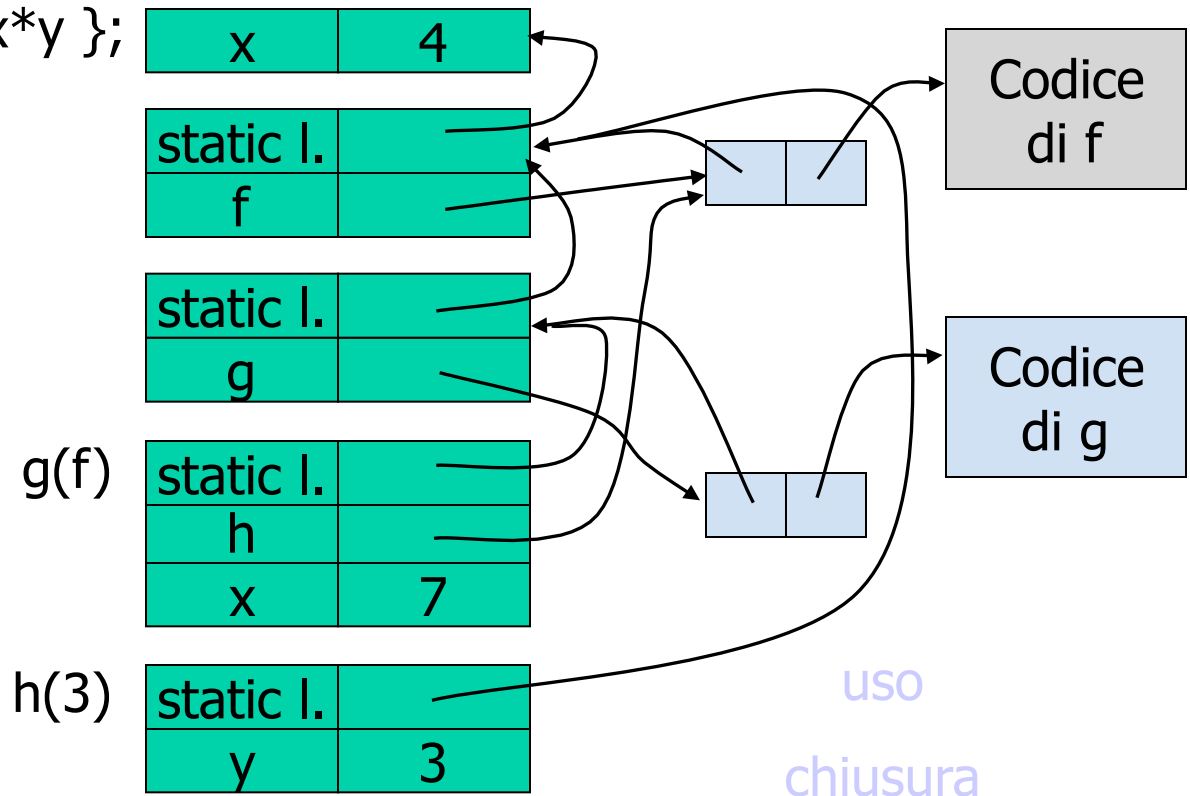 x*y };
x 4
static l.
f
static l.
g
g(f)
static l.
h
x 7
h(3)
static l.
y 3
Codice
di f
Codice
di g
uso
chiusura